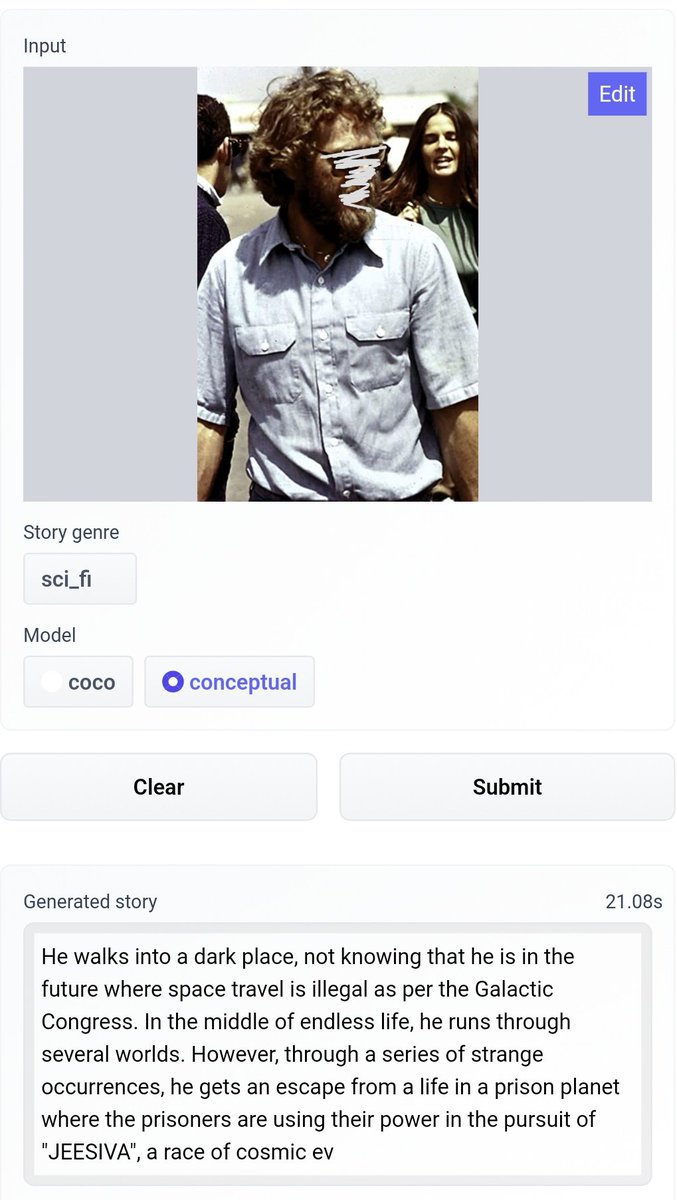 Input
Edit
Story genre
sci_fi
Model
coco
conceptual
Clear
Submit
Generated story
21.08s
He walks into a dark place, not knowing that he is in the
future where space travel is illegal as per the Galactic
Congress. In the middle of endless life, he runs through
several worlds. However, through a series of strange
occurrences, he gets an escape from a life in a prison planet
where the prisoners are using their power in the pursuit of
"JEESIVA", a race of cosmic ev